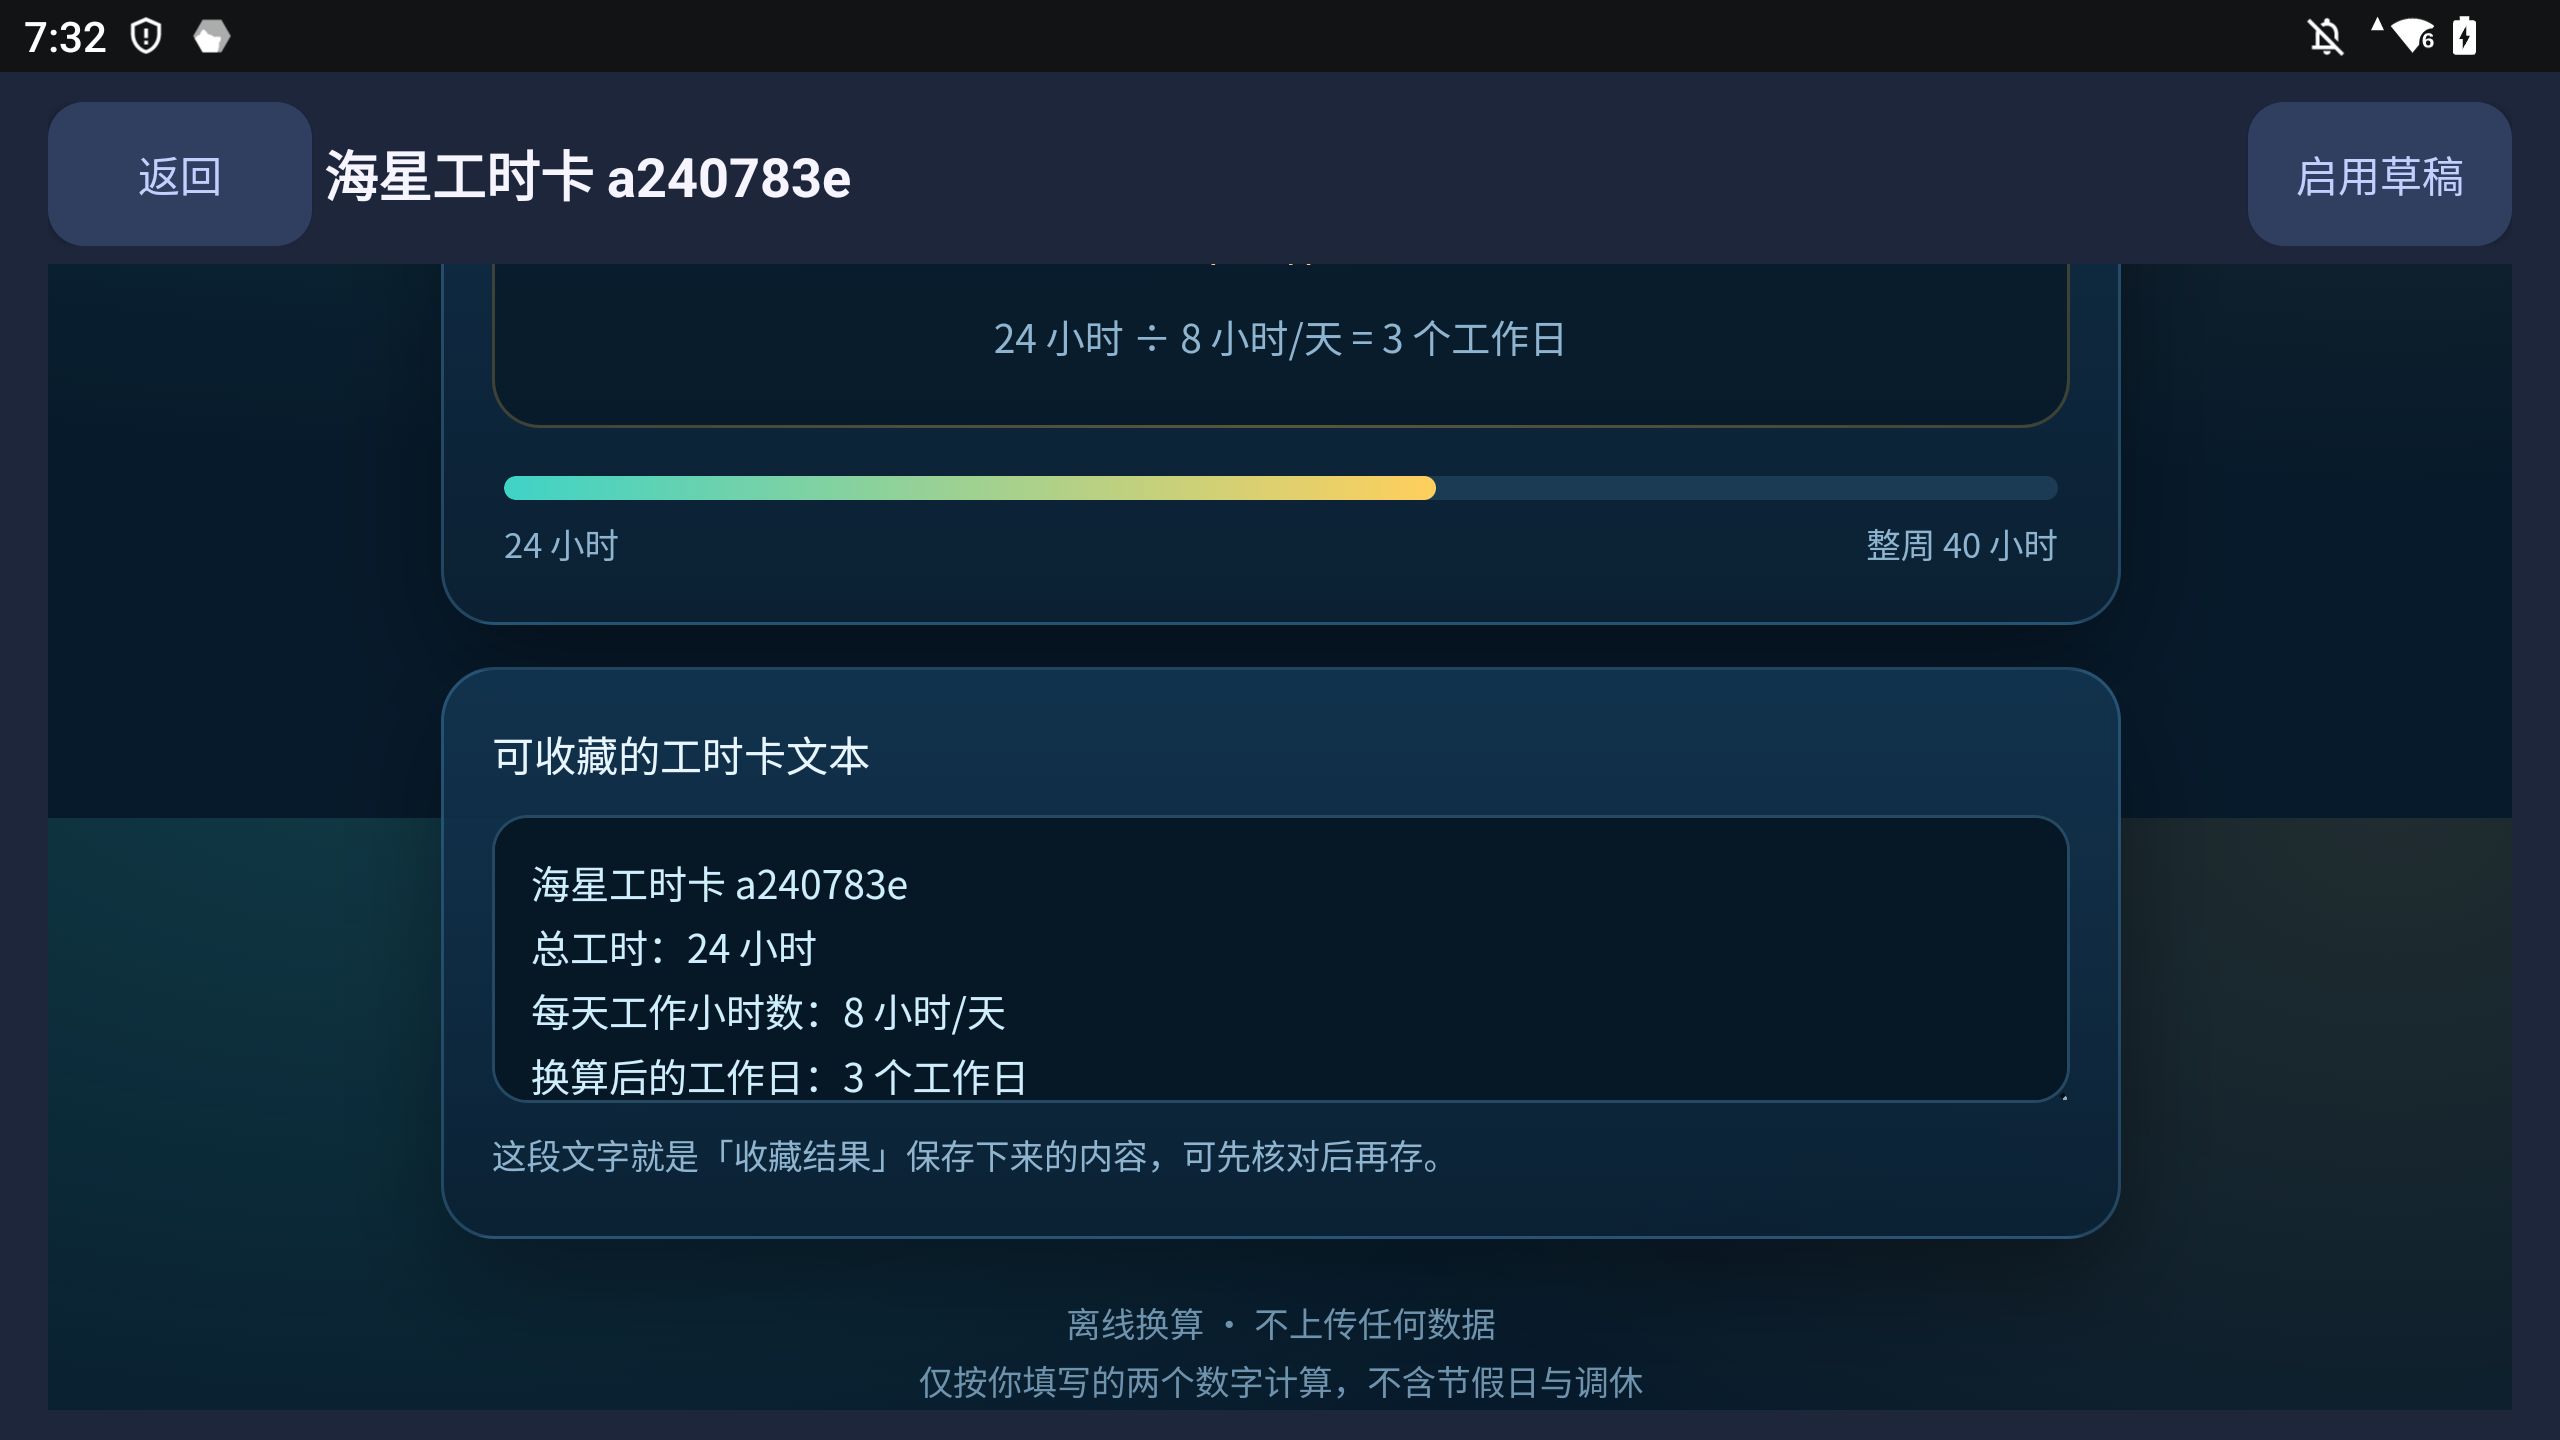 7:32
6
返回
海星工时卡 a240783e
启用草稿
24 小时 ÷ 8 小时/天 = 3 个工作日
24 小时
整周 40 小时
可收藏的工时卡文本
海星工时卡 a240783e
总工时：24 小时
每天工作小时数：8 小时/天
换算后的工作日：3 个工作日
这段文字就是「收藏结果」保存下来的内容，可先核对后再存。
离线换算 · 不上传任何数据
仅按你填写的两个数字计算，不含节假日与调休